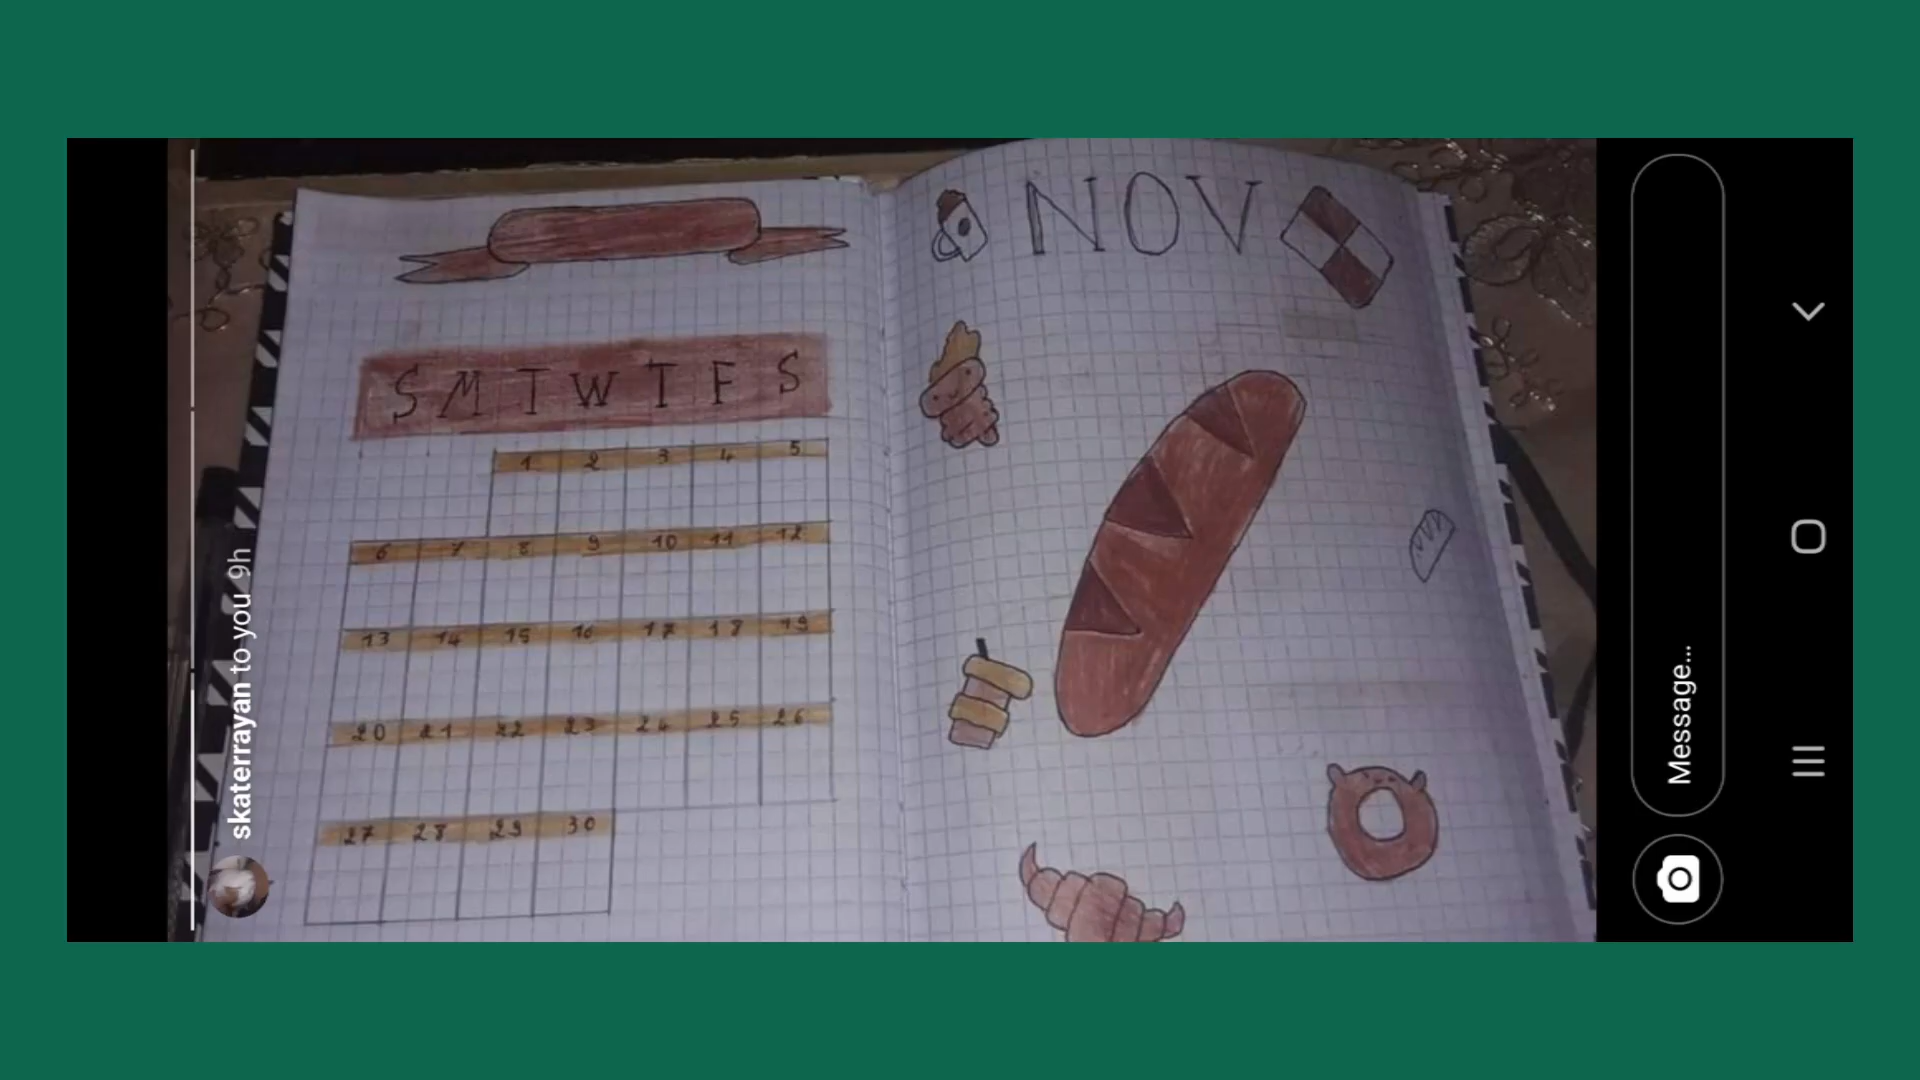 NOV
S M T W T F S
1 2 3 4 5
6 7 8 9 10 11 12
13 14 15 16 17 18 19
20 21 22 23 24 25 26
27 28 29 30
skaterrayan to you 9h
Message...